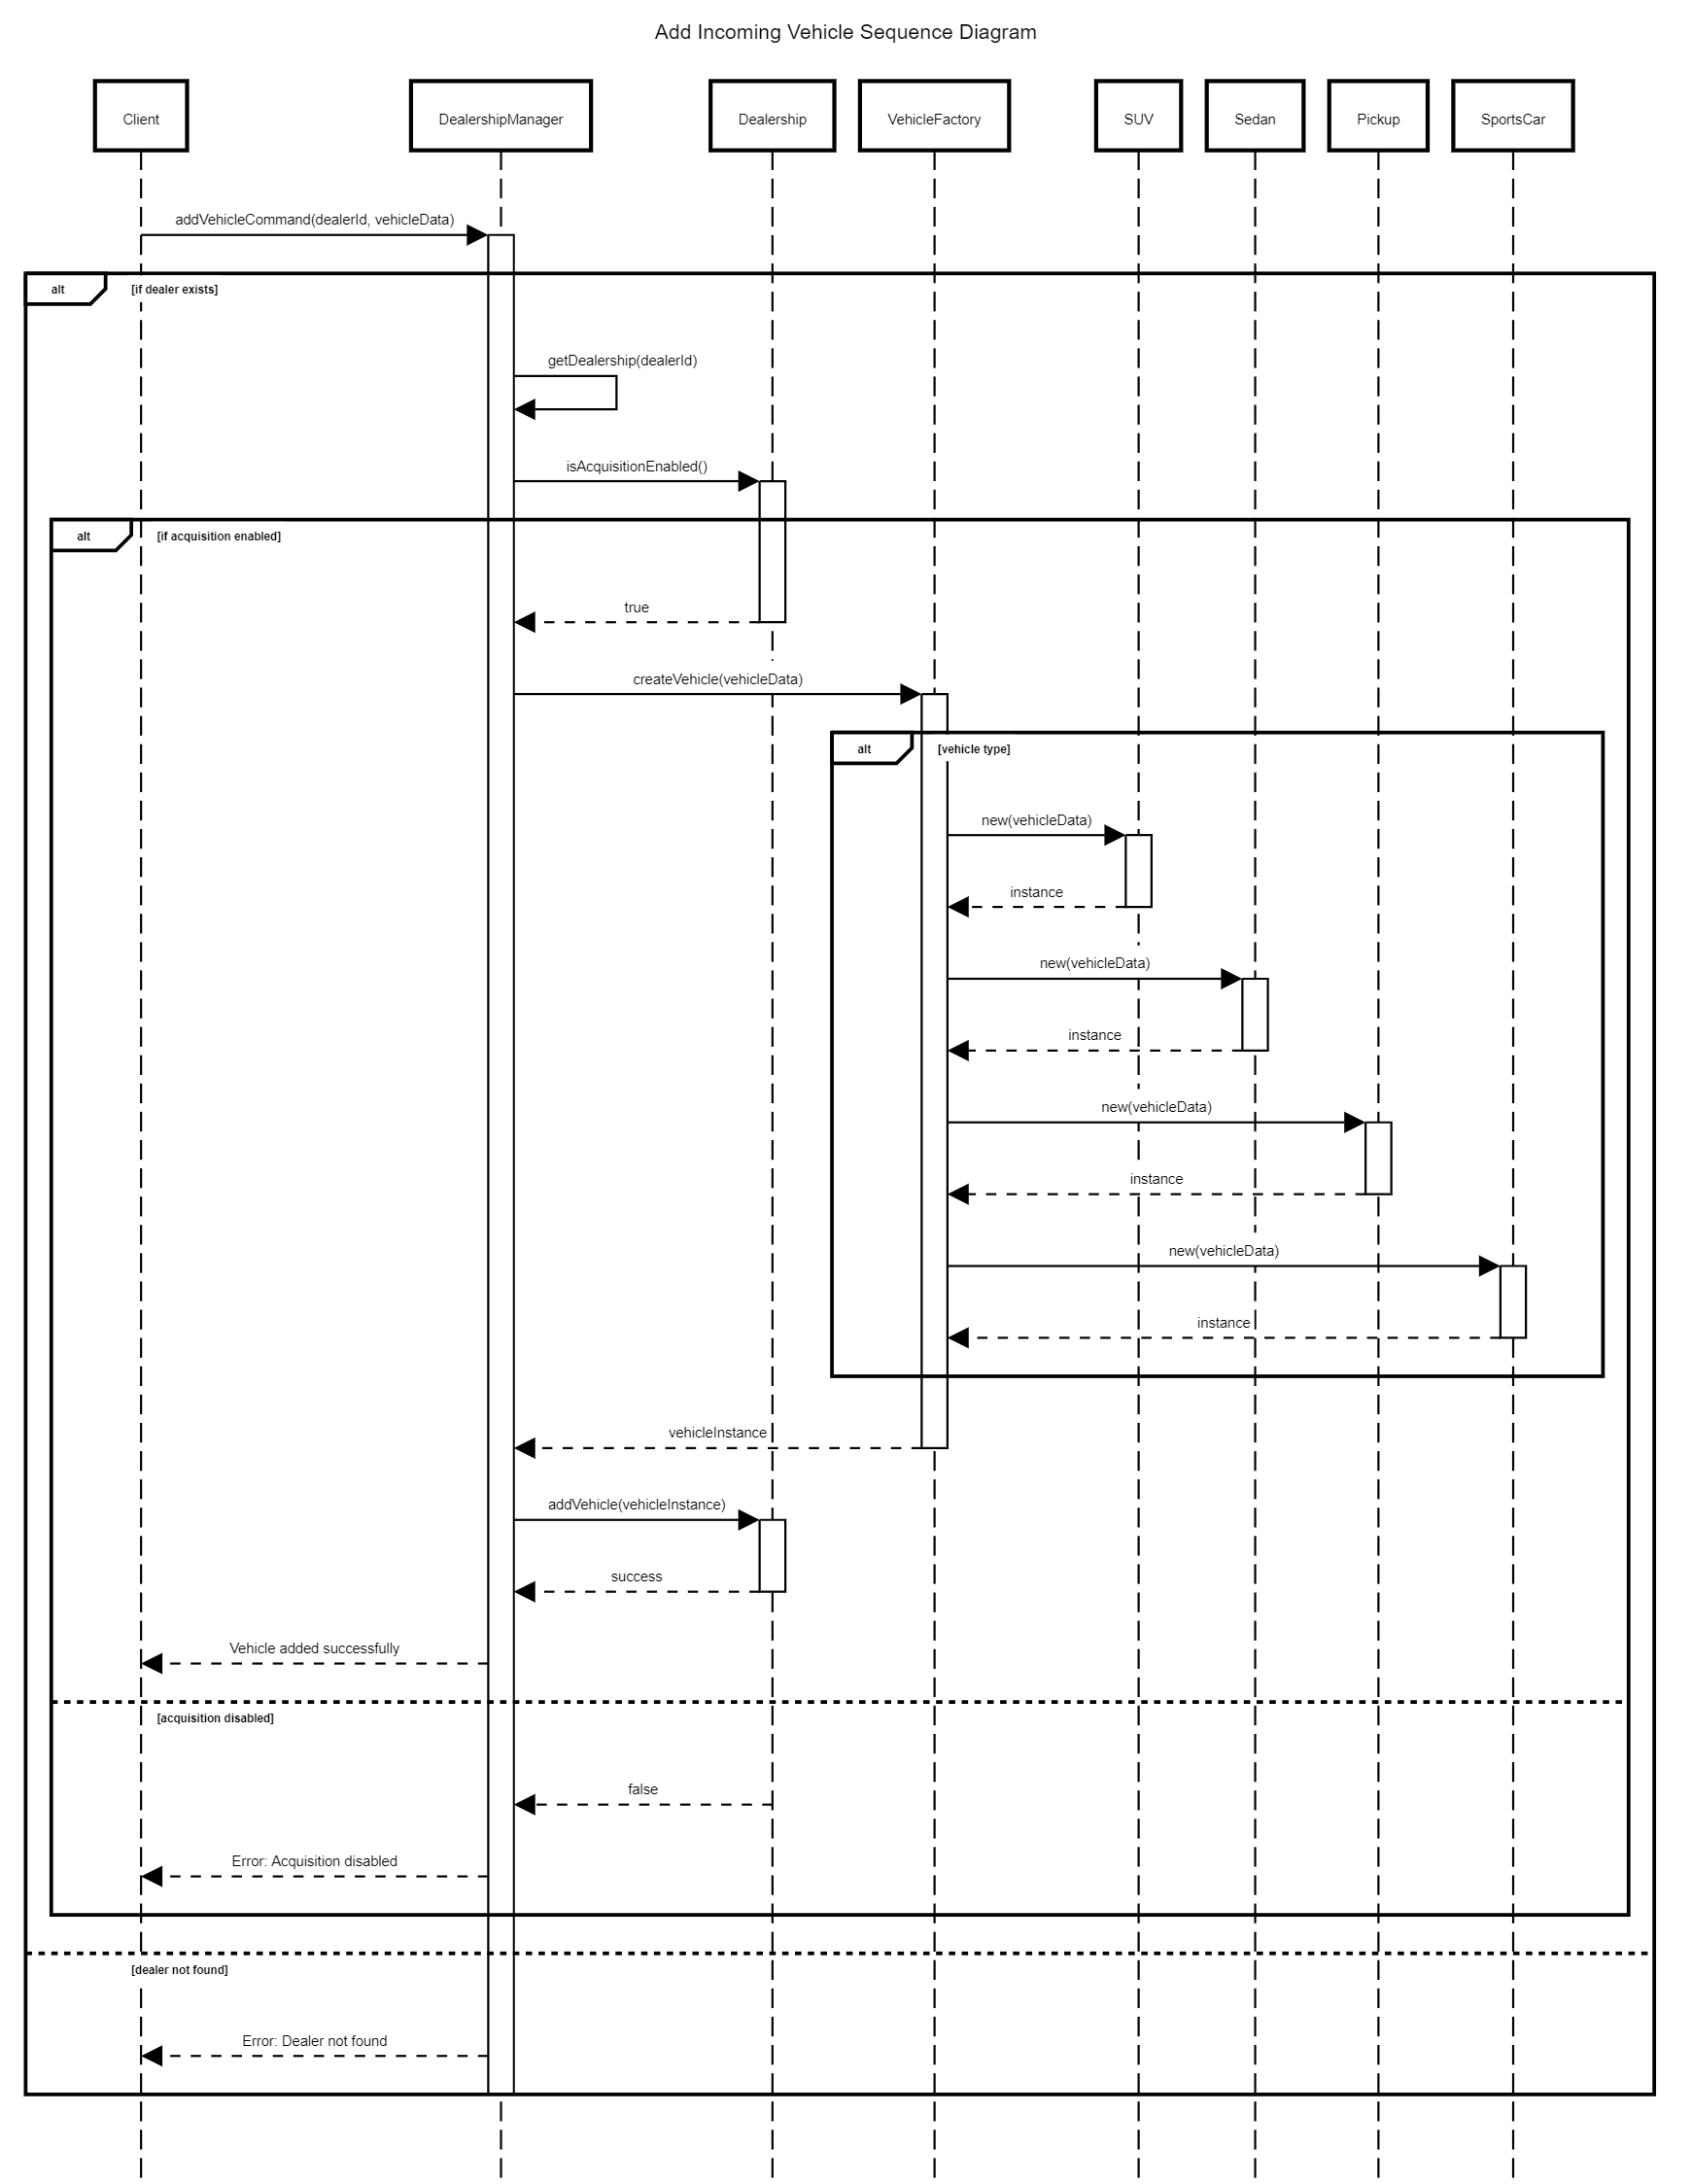 Add Incoming Vehicle Sequence Diagram
Client
DealershipManager
Dealership
VehicleFactory
SUV
Sedan
Pickup
SportsCar
addVehicleCommand(dealerId, vehicleData)
alt
[if dealer exists]
getDealership(dealerId)
isAcquisitionEnabled()
alt
[if acquisition enabled]
true
createVehicle(vehicleData)
alt
[vehicle type]
new(vehicleData)
instance
new(vehicleData)
instance
new(vehicleData)
instance
new(vehicleData)
instance
vehicleInstance
addVehicle(vehicleInstance)
success
Vehicle added successfully
[acquisition disabled]
false
Error: Acquisition disabled
[dealer not found]
Error: Dealer not found